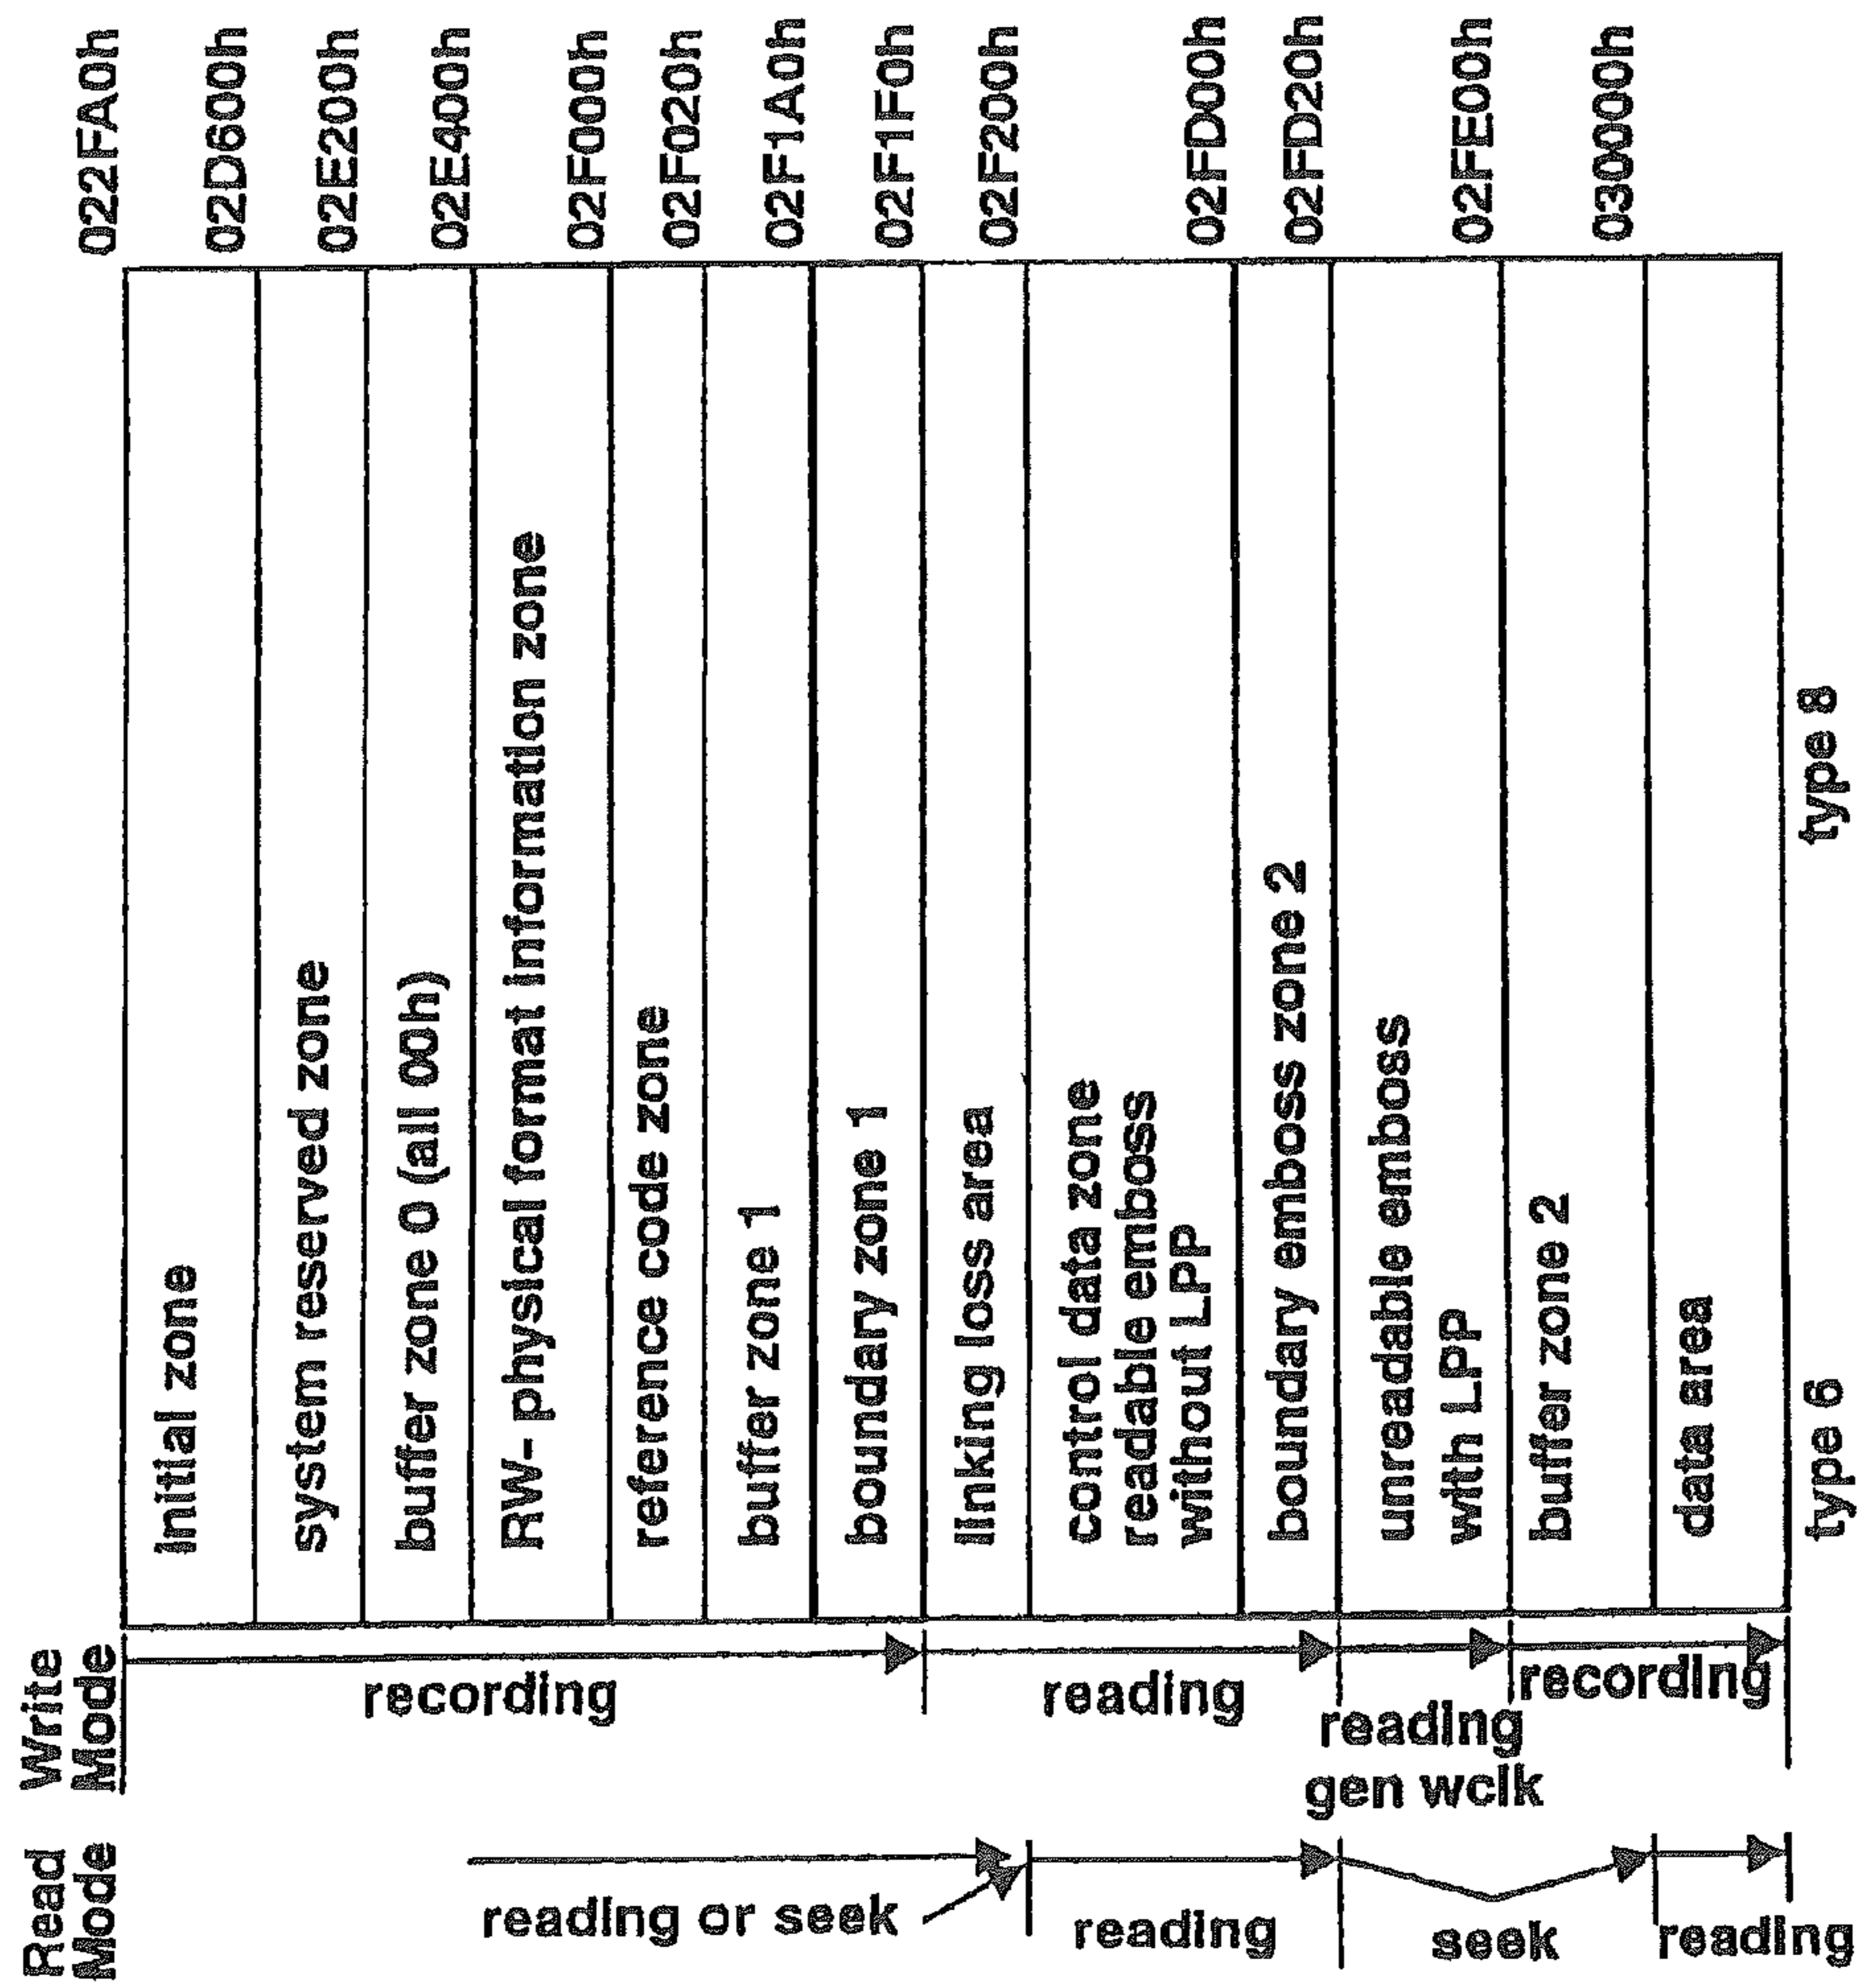 Write
Mode
Read
Mode
022FA0h
initial zone
02D600h
system reserved zone
02E200h
buffer zone 0 (all 00h)
02E400h
RW- physical format information zone
02F000h
reference code zone
02F020h
buffer zone 1
02F1A0h
boundary zone 1
02F1F0h
linking loss area
02F200h
control data zone
readable emboss
without LPP
02FD00h
boundary emboss zone 2
02FD20h
unreadable emboss
with LPP
02FE00h
buffer zone 2
030000h
data area
type 6
type 8
recording
reading
reading
gen wclk
recording
reading or seek
reading
seek
reading